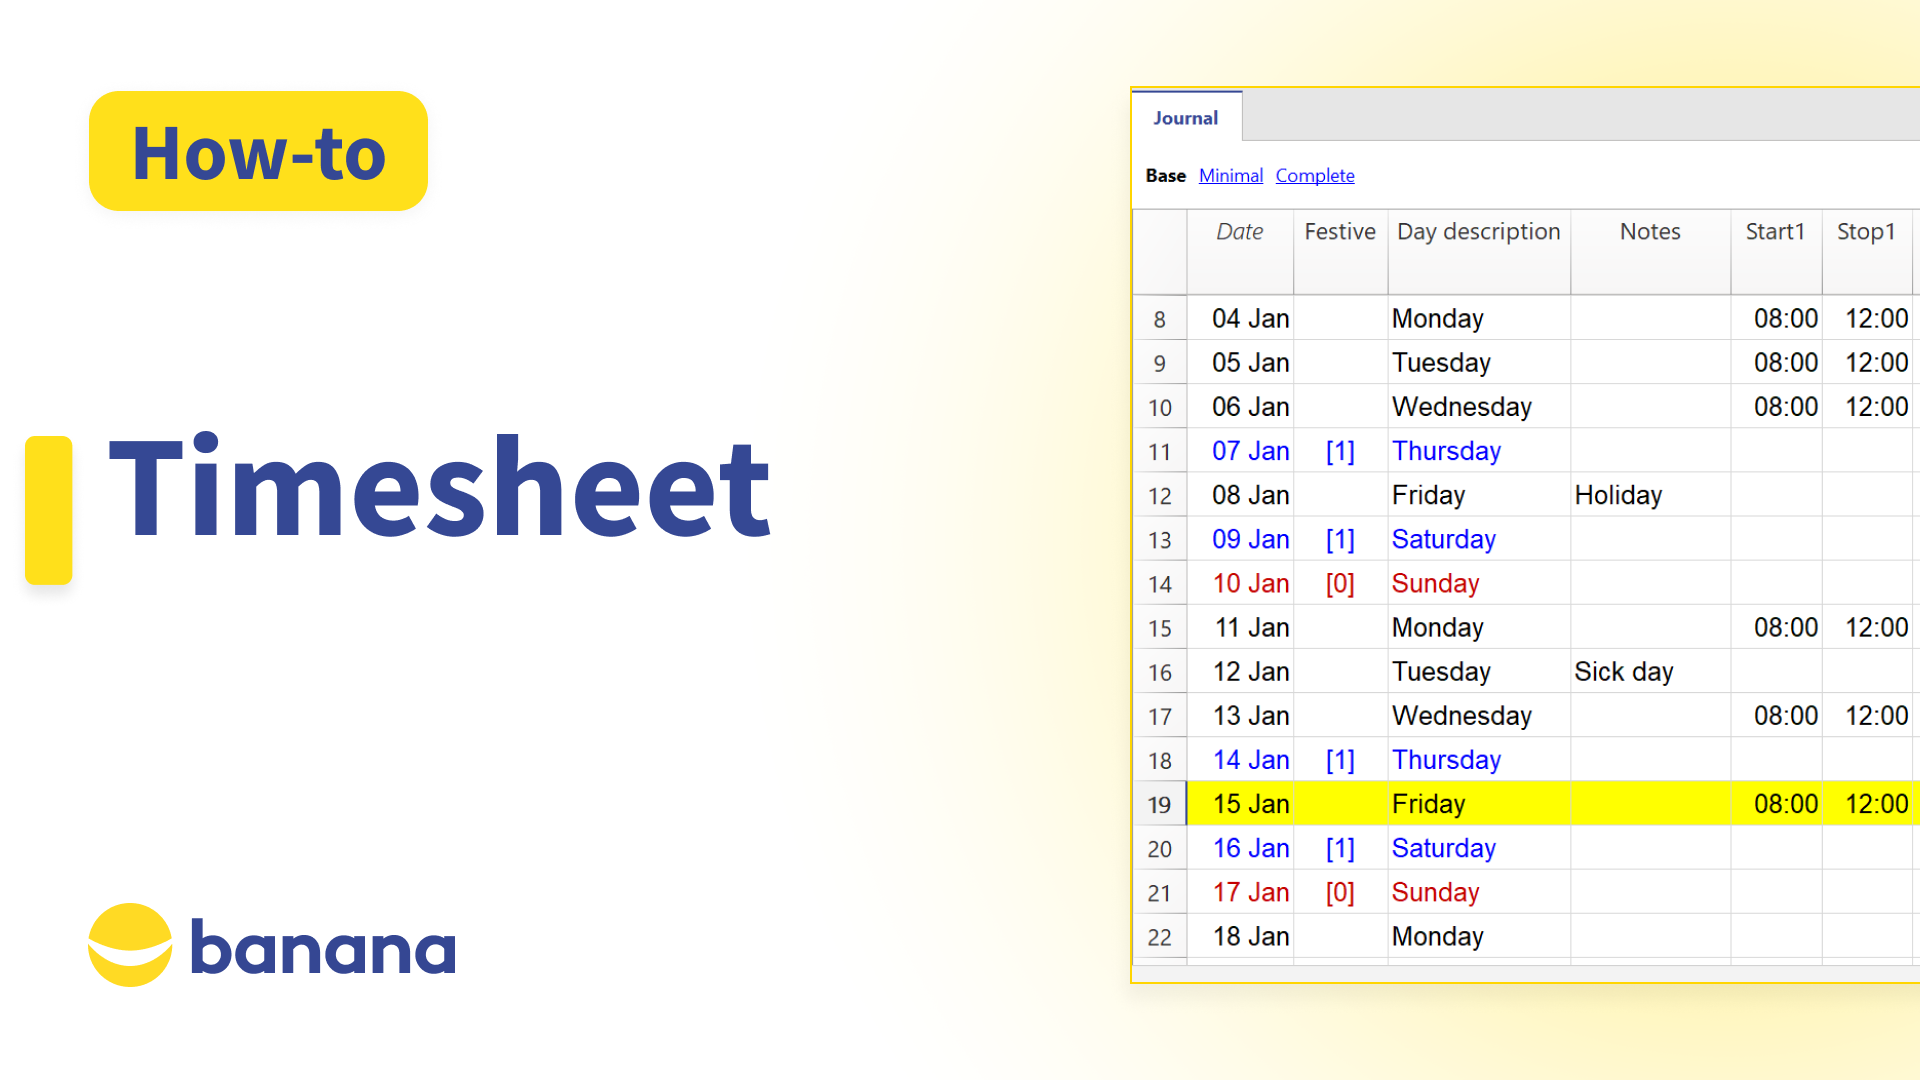 How-to
Timesheet
banana
Journal
Base Minimal Complete
Date Festive Day description Notes Start1 Stop1
8 04 Jan Monday 08:00 12:00
9 05 Jan Tuesday 08:00 12:00
10 06 Jan Wednesday 08:00 12:00
11 07 Jan [1] Thursday
12 08 Jan Friday Holiday
13 09 Jan [1] Saturday
14 10 Jan [0] Sunday
15 11 Jan Monday 08:00 12:00
16 12 Jan Tuesday Sick day
17 13 Jan Wednesday 08:00 12:00
18 14 Jan [1] Thursday
19 15 Jan Friday 08:00 12:00
20 16 Jan [1] Saturday
21 17 Jan [0] Sunday
22 18 Jan Monday